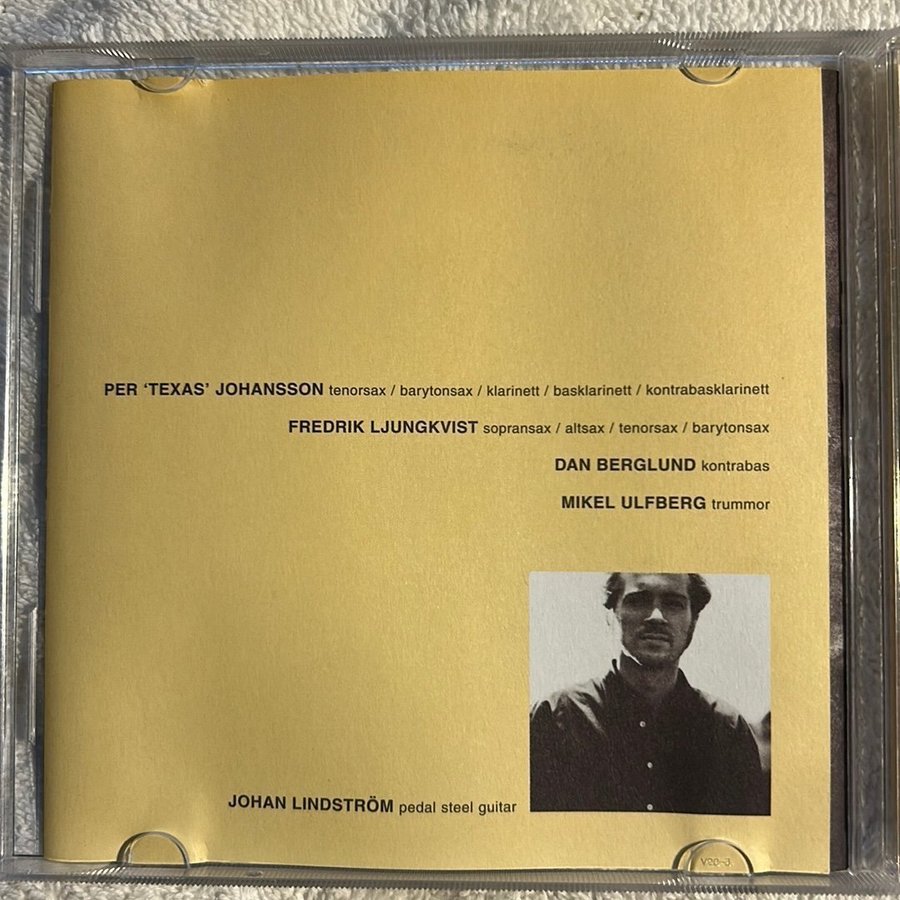 PER ‘TEXAS’ JOHANSSON tenorsax / barytonsax / klarinett / basklarinett / kontrabasklarinett
FREDRIK LJUNGKVIST sopransax / altsax / tenorsax / barytonsax
DAN BERGLUND kontrabas
MIKEL ULFBERG trummor
JOHAN LINDSTRÖM pedal steel guitar